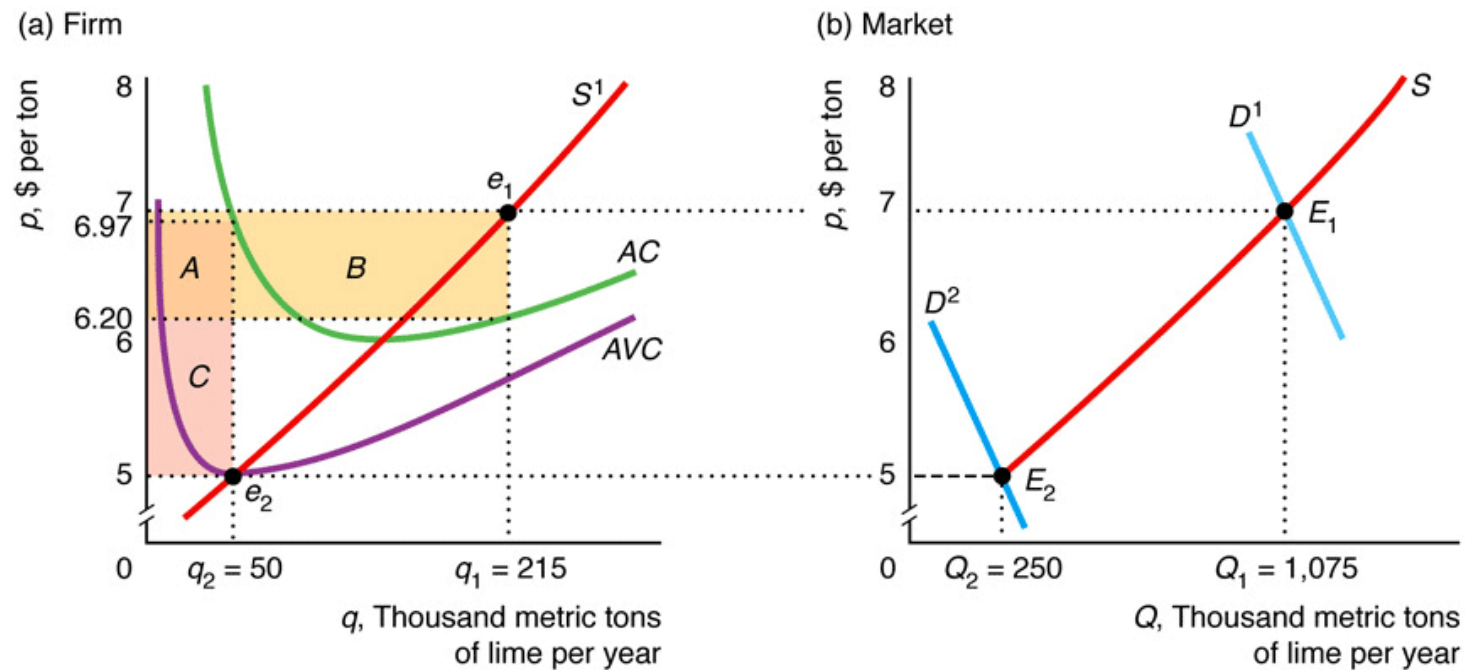 (a) Firm
p, $ per ton
8
7
6.97
6.20
6
5
0
S¹
e₁
A
B
AC
AVC
C
e₂
q₂ = 50
q₁ = 215
q, Thousand metric tons
of lime per year
(b) Market
p, $ per ton
8
7
6
5
0
S
D¹
E₁
D²
E₂
Q₂ = 250
Q₁ = 1,075
Q, Thousand metric tons
of lime per year